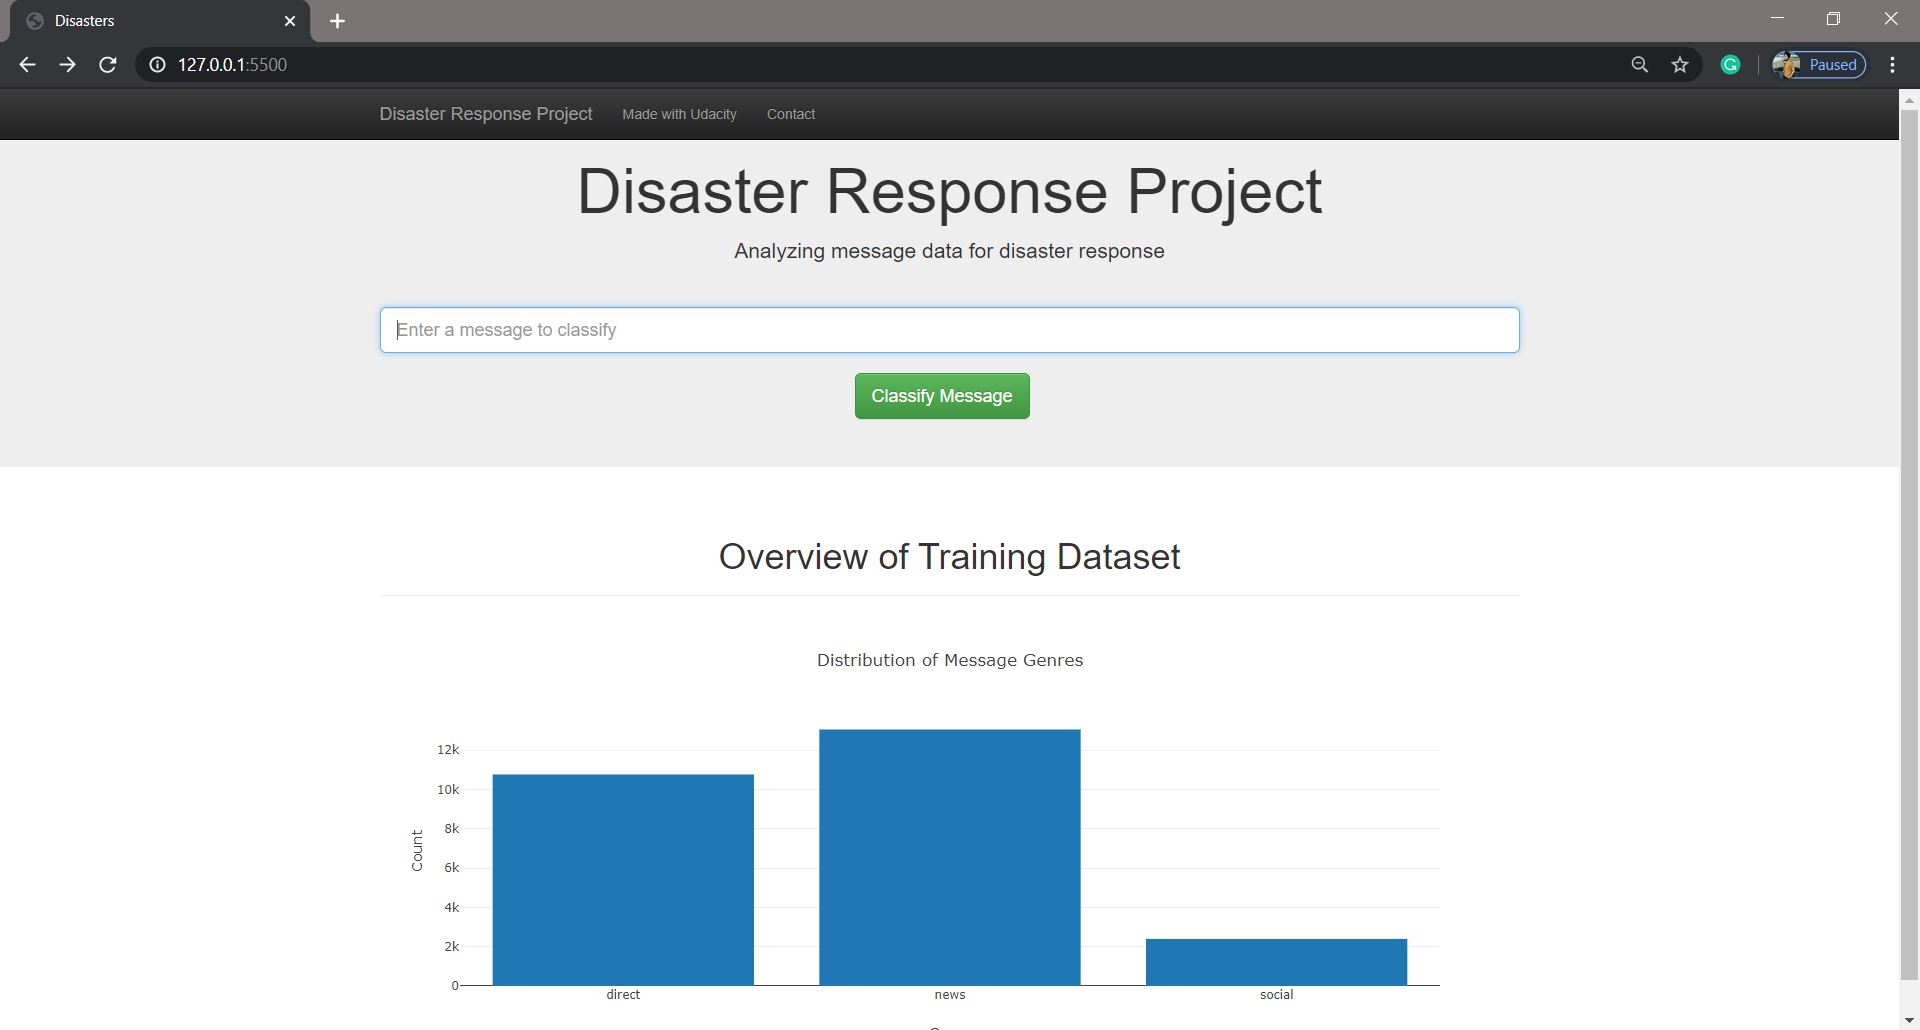 Disasters
127.0.0.1:5500
Paused
Disaster Response Project Made with Udacity Contact
Disaster Response Project
Analyzing message data for disaster response
Enter a message to classify
Classify Message
Overview of Training Dataset
Distribution of Message Genres
12k
10k
8k
6k
4k
2k
0
Count
direct news social